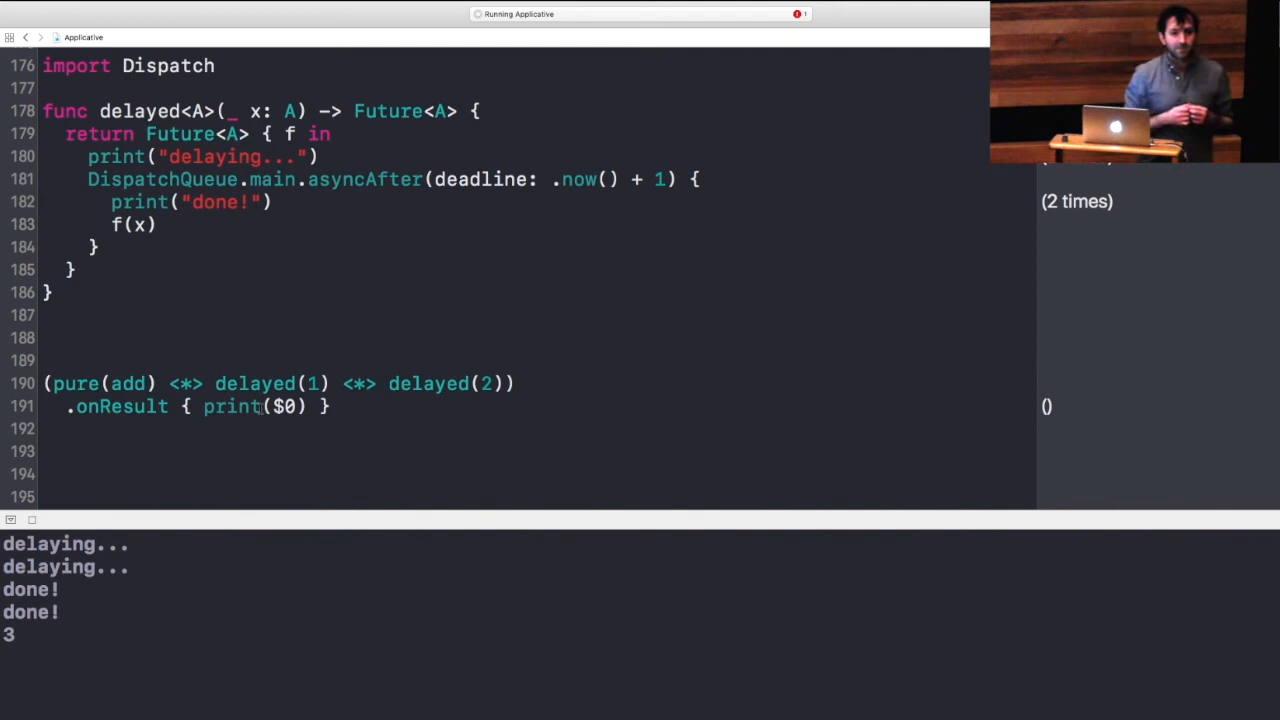 Running Applicative
1
Applicative
176 import Dispatch
177
178 func delayed<A>(_ x: A) -> Future<A> {
179 return Future<A> { f in
180 print("delaying...")
181 DispatchQueue.main.asyncAfter(deadline: .now() + 1) {
182 print("done!")
(2 times)
183 f(x)
184 }
185 }
186 }
187
188
189
190 (pure(add) <*> delayed(1) <*> delayed(2))
191 .onResult { print($0) }
()
192
193
194
195
delaying...
delaying...
done!
done!
3